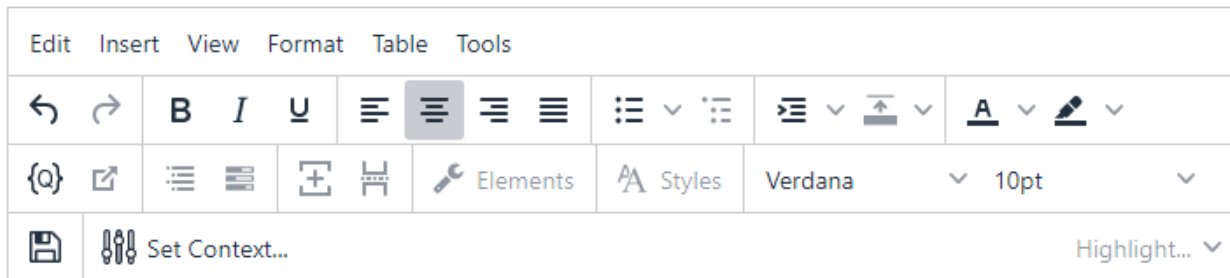 Edit Insert View Format Table Tools
B I U A
{Q} Elements A Styles Verdana 10pt
Set Context... Highlight...